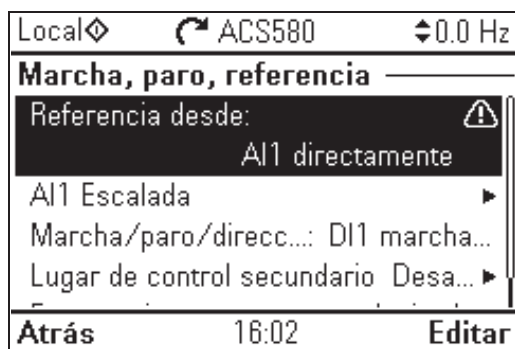 Local ACS580 0.0 Hz
Marcha, paro, referencia
Referencia desde:
AI1 directamente
AI1 Escalada
Marcha/paro/direcc...: DI1 marcha...
Lugar de control secundario Desa...
Atrás 16:02 Editar